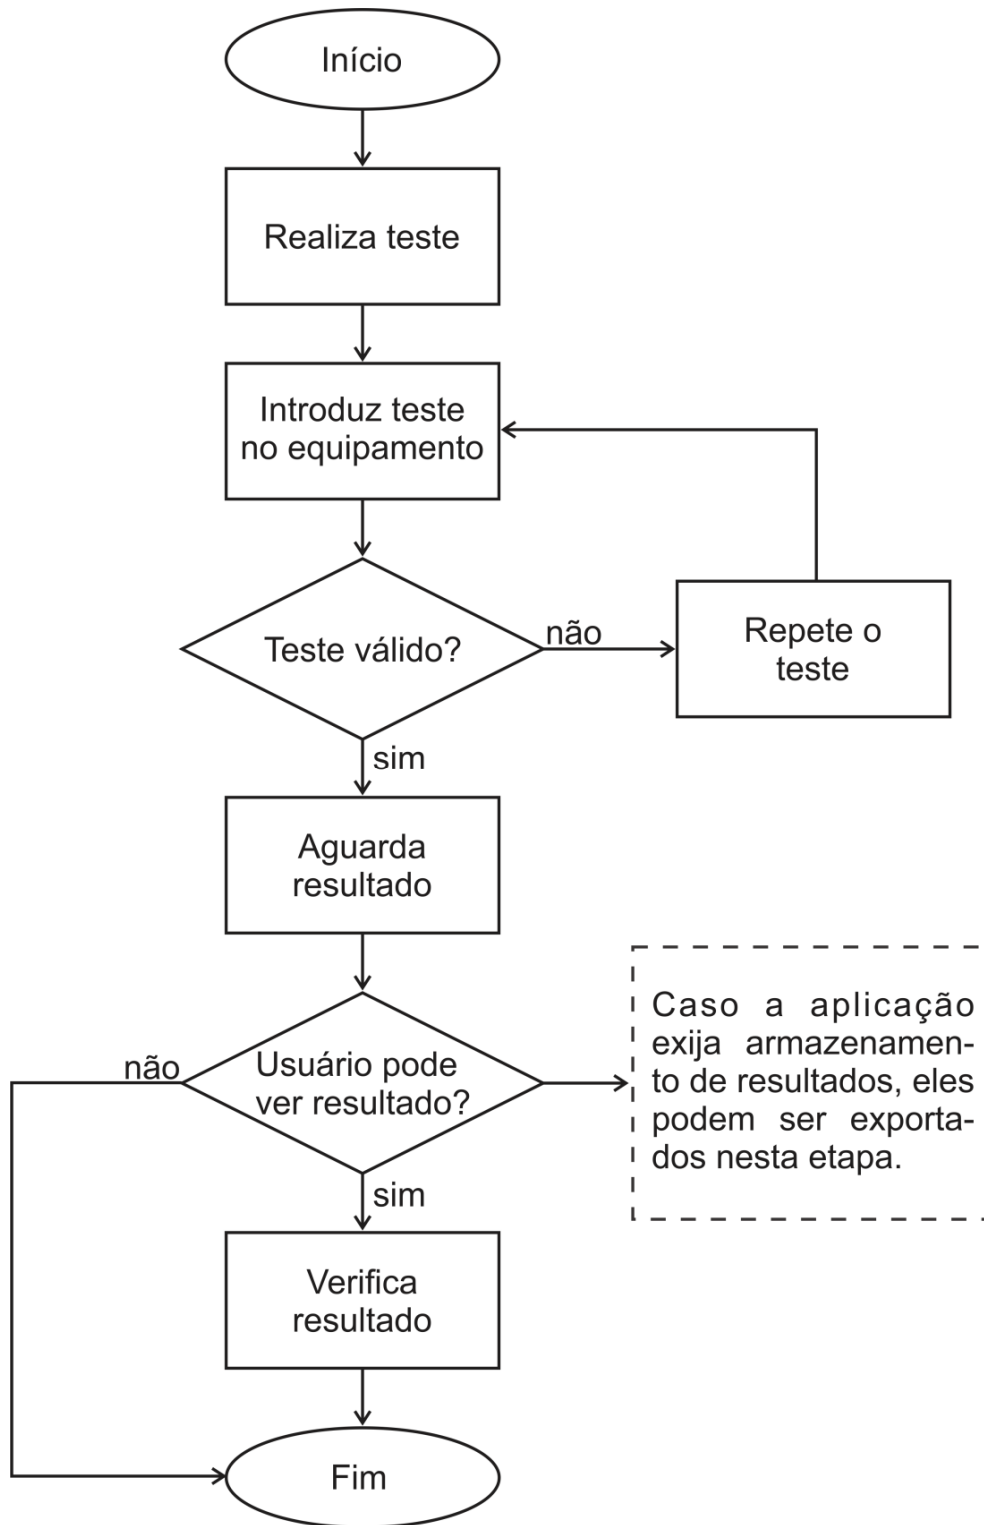 Início
Realiza teste
Introduz teste
no equipamento
Teste válido?
não
Repete o
teste
sim
Aguarda
resultado
não
Usuário pode
ver resultado?
Caso a aplicação
exija armazenamen-
to de resultados, eles
podem ser exporta-
dos nesta etapa.
sim
Verifica
resultado
Fim